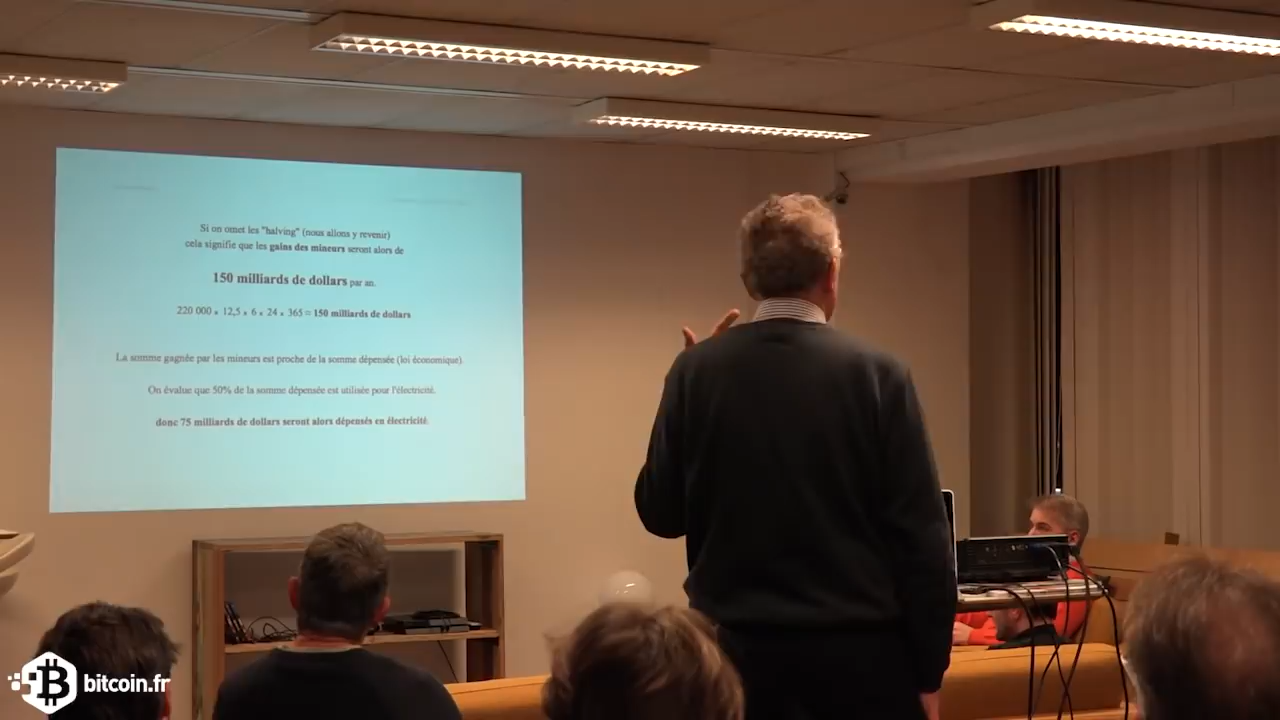 Si on omet les "halving" (nous allons y revenir)
cela signifie que les gains des mineurs seront alors de
150 milliards de dollars par an.
220 000 * 12,5 * 6 * 24 * 365 = 150 milliards de dollars
La somme gagnée par les mineurs est proche de la somme dépensée (loi économique).
On évalue que 50% de la somme dépensée est utilisée pour l'électricité.
donc 75 milliards de dollars seront alors dépensés en électricité.
bitcoin.fr